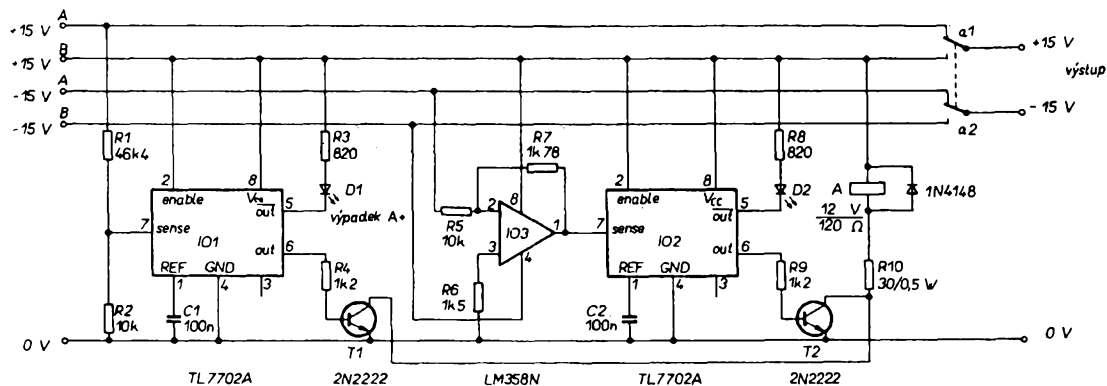 +15 V A
+15 V B
-15 V A
-15 V B
a1
+15 V
výstup
-15 V
a2
R1
46k4
R3
820
D1
výpadek A+
2
8
enable
VCC
out
5
7
sense
IO1
out
6
REF
GND
1
4
3
R2
10k
C1
100n
R4
1k2
T1
R7
1k78
R5
10k
2
8
IO3
1
3
4
R6
1k5
R8
820
D2
2
8
enable
VCC
out
5
7
sense
IO2
out
6
REF
GND
1
4
3
C2
100n
R9
1k2
T2
A
12 V
120 Ω
1N4148
R10
30/0,5 W
0 V
0 V
TL7702A
2N2222
LM358N
TL7702A
2N2222